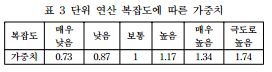 표 3 단위 연산 복잡도에 따른 가중치
복잡도 매우 낮음 낮음 보통 높음 매우 높음 극도로 높음
가중치 0.73 0.87 1 1.17 1.34 1.74